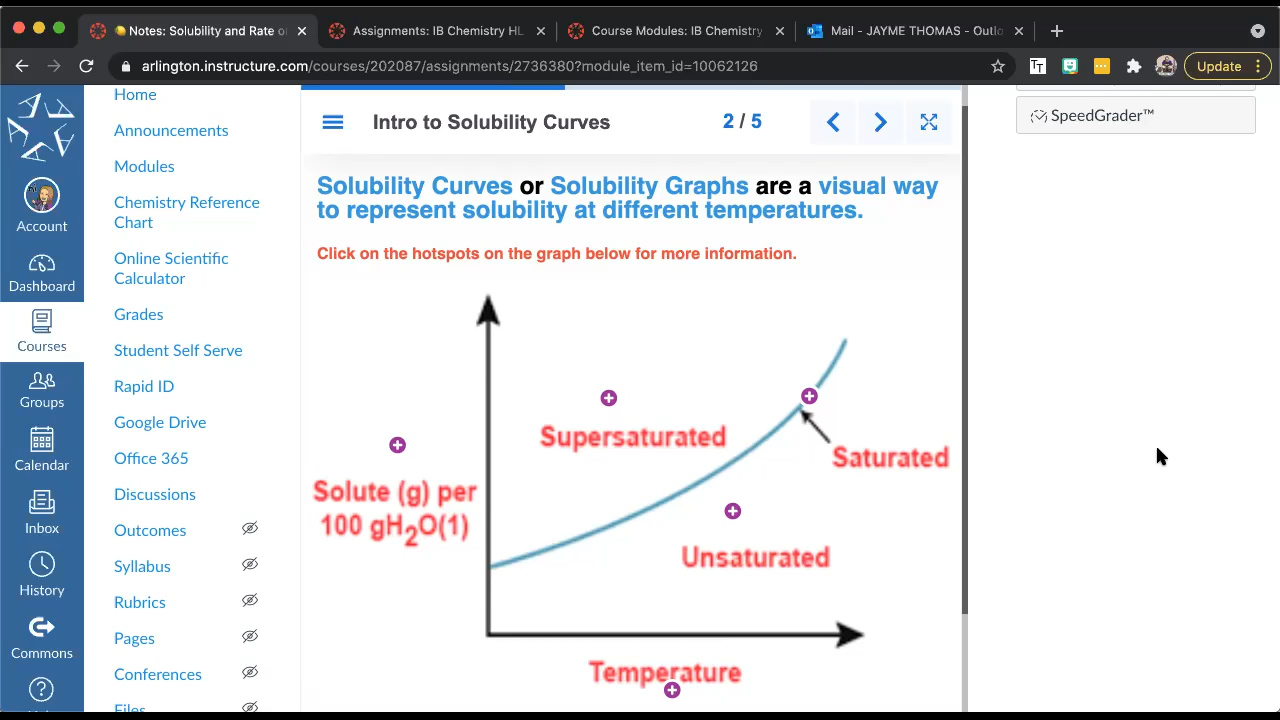 Notes: Solubility and Rate o
Assignments: IB Chemistry HL
Course Modules: IB Chemistry
Mail - JAYME THOMAS - Outlo
arlington.instructure.com/courses/202087/assignments/2736380?module_item_id=10062126
TT
Update
Account
Dashboard
Courses
Groups
Calendar
Inbox
History
Commons
Home
Announcements
Modules
Chemistry Reference
Chart
Online Scientific
Calculator
Grades
Student Self Serve
Rapid ID
Google Drive
Office 365
Discussions
Outcomes
Syllabus
Rubrics
Pages
Conferences
Files
Intro to Solubility Curves
2 / 5
SpeedGrader™
Solubility Curves or Solubility Graphs are a visual way
to represent solubility at different temperatures.
Click on the hotspots on the graph below for more information.
Supersaturated
Saturated
Solute (g) per
100 gH₂O(1)
Unsaturated
Temperature